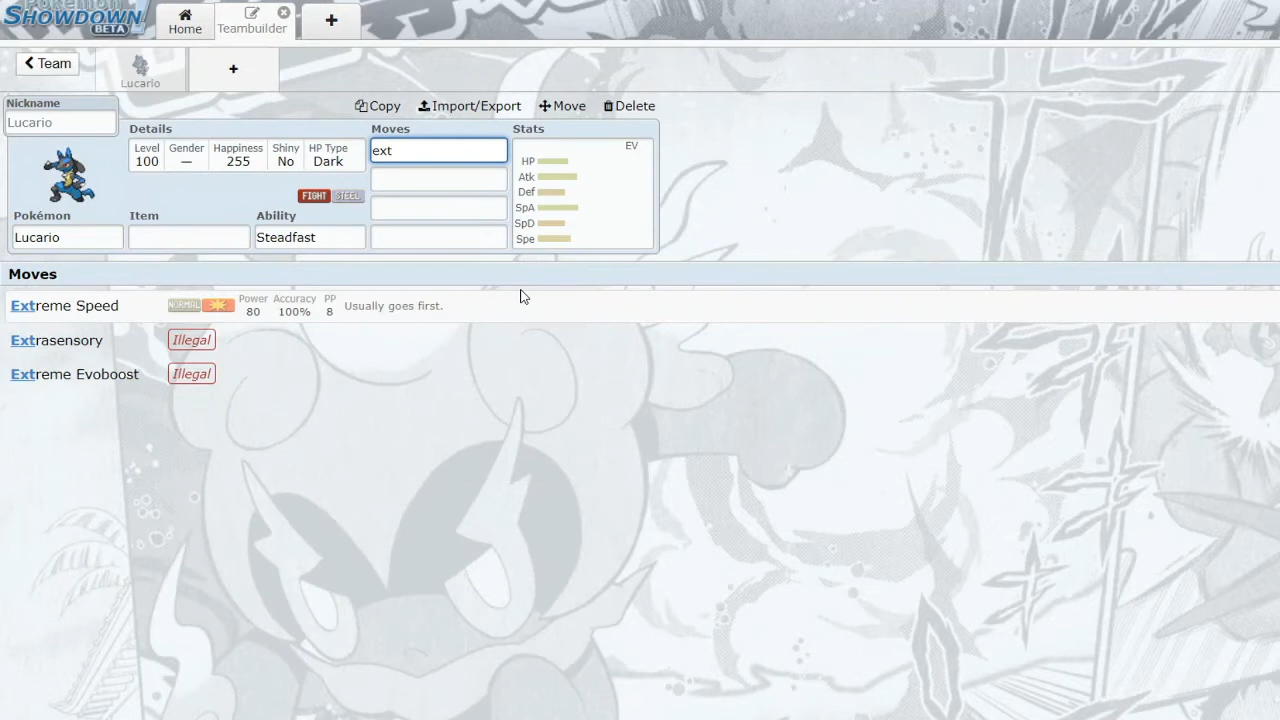 Pokémon
SHOWDOWN
BETA
Home
Teambuilder
+
Team
Lucario
+
Nickname
Lucario
Copy
Import/Export
Move
Delete
Details
Moves
Stats
Level
Gender
Happiness
Shiny
HP Type
100
—
255
No
Dark
ext
EV
HP
Atk
Def
SpA
SpD
Spe
FIGHT
STEEL
Pokémon
Item
Ability
Lucario
Steadfast
Moves
Extreme Speed
NORMAL
Power
80
Accuracy
100%
PP
8
Usually goes first.
Extrasensory
Illegal
Extreme Evoboost
Illegal